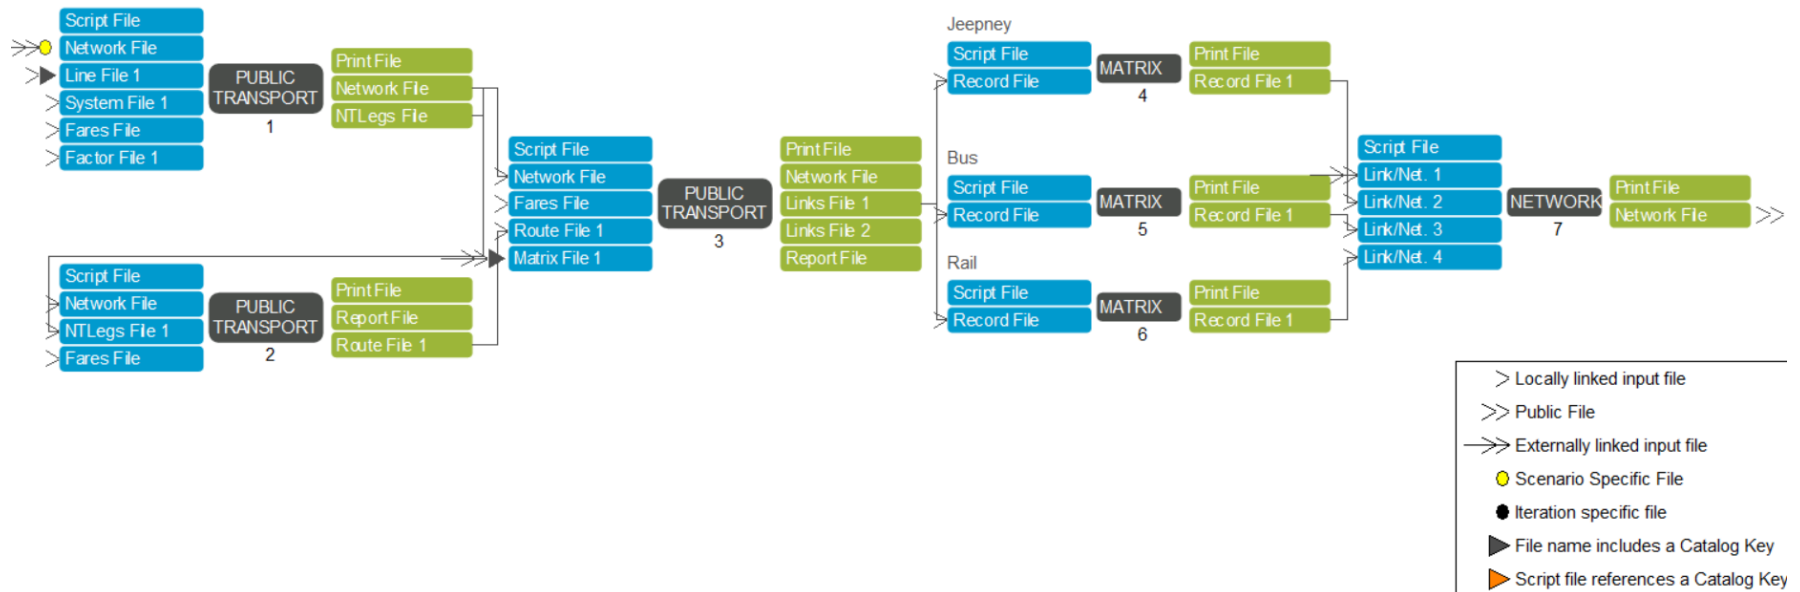 Script File
Network File
Line File 1
System File 1
Fares File
Factor File 1
PUBLIC
TRANSPORT
1
Print File
Network File
NTLegs File
Script File
Network File
NTLegs File 1
Fares File
PUBLIC
TRANSPORT
2
Print File
Report File
Route File 1
Script File
Network File
Fares File
Route File 1
Matrix File 1
PUBLIC
TRANSPORT
3
Print File
Network File
Links File 1
Links File 2
Report File
Jeepney
Script File
Record File
MATRIX
4
Print File
Record File 1
Bus
Script File
Record File
MATRIX
5
Print File
Record File 1
Rail
Script File
Record File
MATRIX
6
Print File
Record File 1
Script File
Link/Net. 1
Link/Net. 2
Link/Net. 3
Link/Net. 4
NETWORK
7
Print File
Network File
Locally linked input file
Public File
Externally linked input file
Scenario Specific File
Iteration specific file
File name includes a Catalog Key
Script file references a Catalog Key